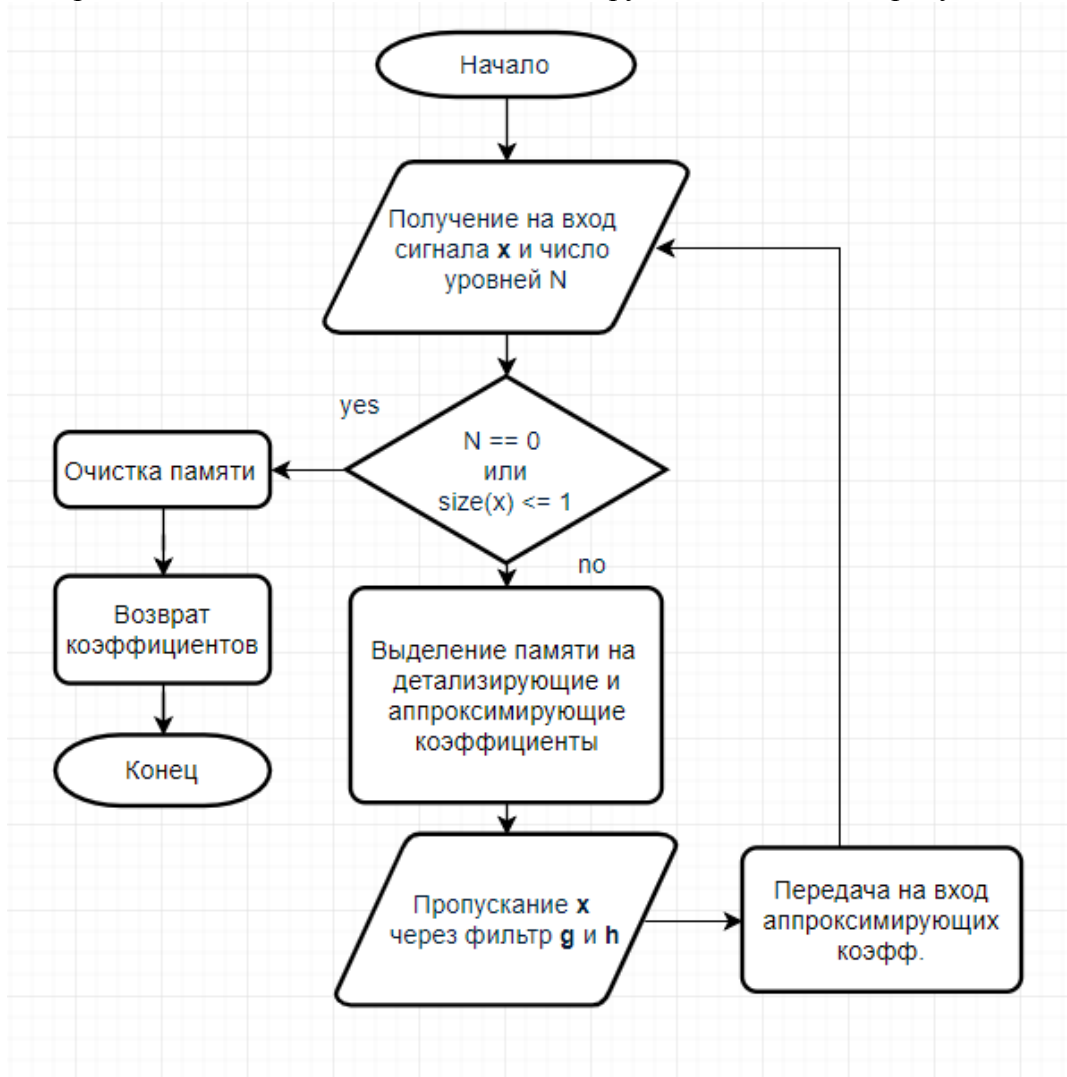 Начало
Получение на вход
сигнала x и число
уровней N
yes
N == 0
или
size(x) <= 1
Очистка памяти
no
Возврат
коэффициентов
Выделение памяти на
детализирующие и
аппроксимирующие
коэффициенты
Конец
Пропускание x
через фильтр g и h
Передача на вход
аппроксимирующих
коэфф.